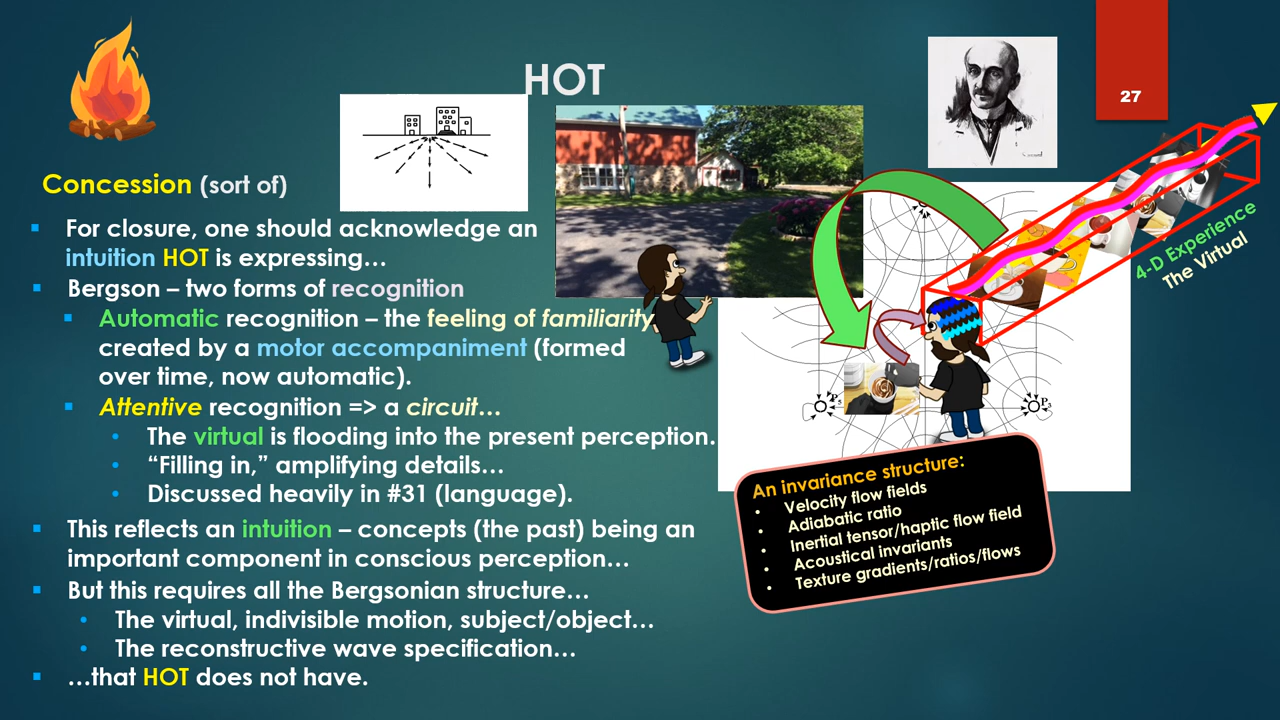 HOT
27
Concession (sort of)
For closure, one should acknowledge an
intuition HOT is expressing…
Bergson – two forms of recognition
Automatic recognition – the feeling of familiarity
created by a motor accompaniment (formed
over time, now automatic).
Attentive recognition => a circuit…
The virtual is flooding into the present perception.
“Filling in,” amplifying details…
Discussed heavily in #31 (language).
This reflects an intuition – concepts (the past) being an
important component in conscious perception…
But this requires all the Bergsonian structure…
The virtual, indivisible motion, subject/object…
The reconstructive wave specification…
…that HOT does not have.
4-D Experience
The Virtual
P3
An invariance structure:
Velocity flow fields
Adiabatic ratio
Inertial tensor/haptic flow field
Acoustical invariants
Texture gradients/ratios/flows